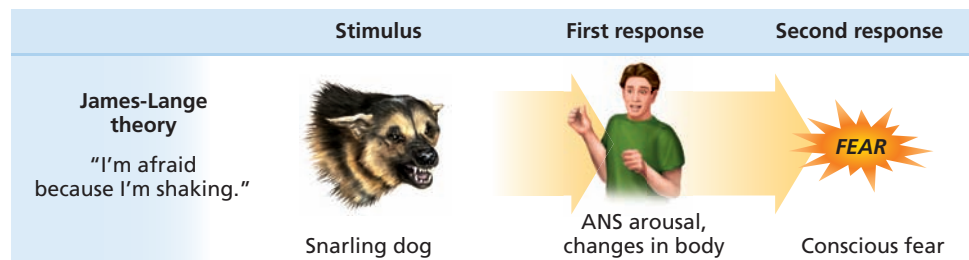 Stimulus First response Second response
James-Lange
theory
"I'm afraid
because I'm shaking."
FEAR
Snarling dog
ANS arousal,
changes in body
Conscious fear